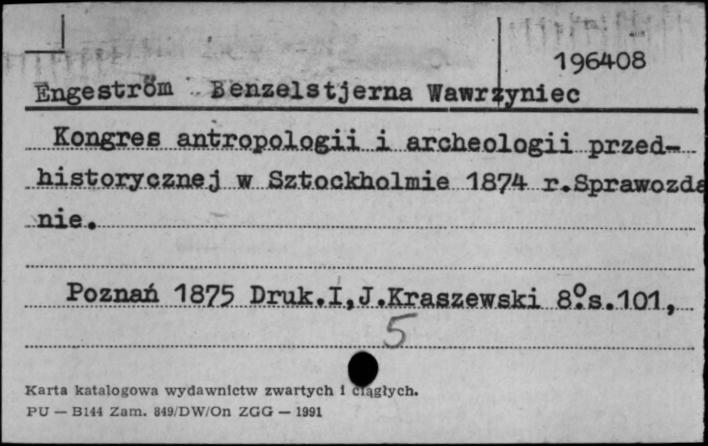 196408
Engeström Benzelstjerna Wawrzyniec
Kongres antropologii i archeologii przed-
historycznej w Sztockholmie 1874 r.Sprawozda
nie.
Poznań 1875 Druk.I,J.Kraszewski 8°s.101,
5
Karta katalogowa wydawnictw zwartych i ciągłych.
PU — B144 Zam. 849/DW/On ZGG — 1991